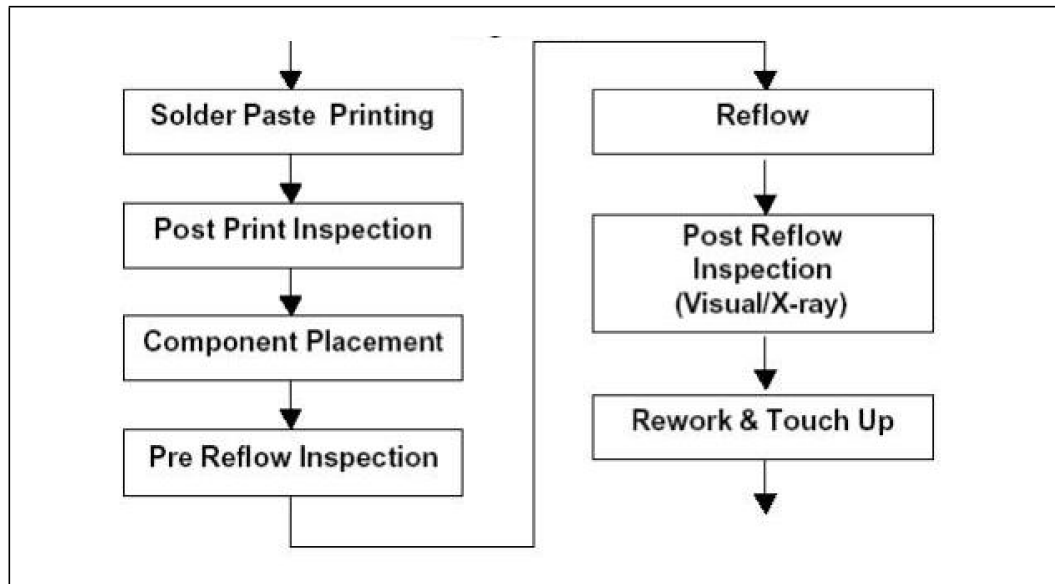 Solder Paste Printing
Post Print Inspection
Component Placement
Pre Reflow Inspection
Reflow
Post Reflow
Inspection
(Visual/X-ray)
Rework & Touch Up